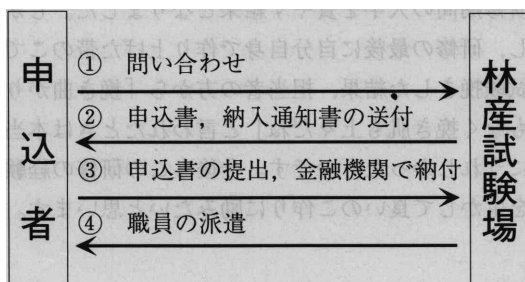 申込者
① 問い合わせ
② 申込書，納入通知書の送付
③ 申込書の提出，金融機関で納付
④ 職員の派遣
林産試験場